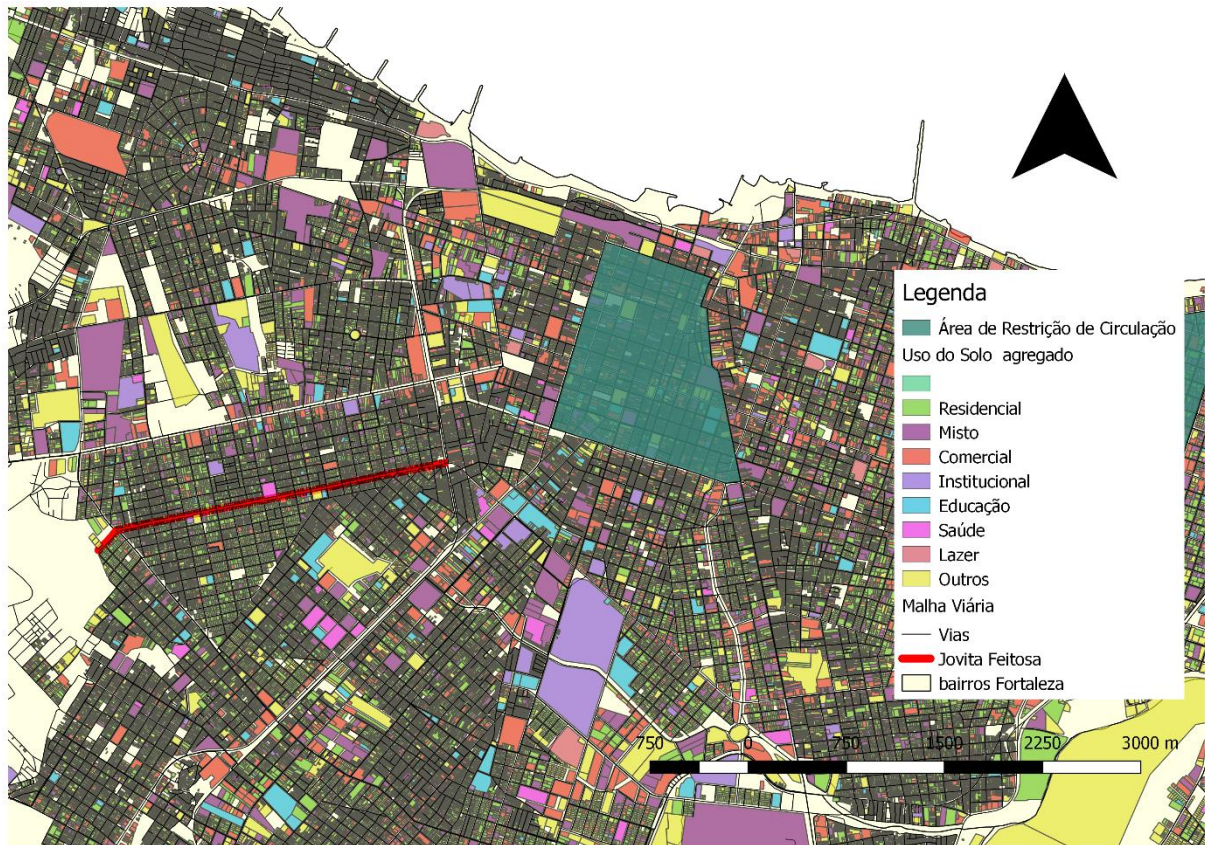 Legenda
Área de Restrição de Circulação
Uso do Solo agregado
Residencial
Misto
Comercial
Institucional
Educação
Saúde
Lazer
Outros
Malha Viária
Vias
Jovita Feitosa
bairros Fortaleza
750 0 750 1500 2250 3000 m